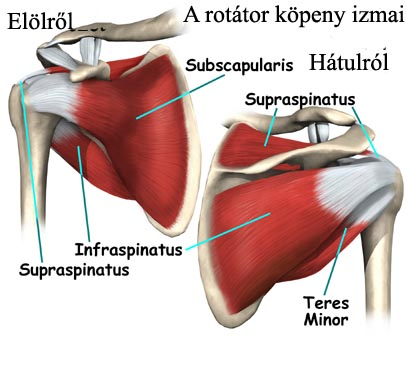 Elölről
A rotátor köpeny izmai
Subscapularis
Hátulról
Supraspinatus
Infraspinatus
Supraspinatus
Teres
Minor